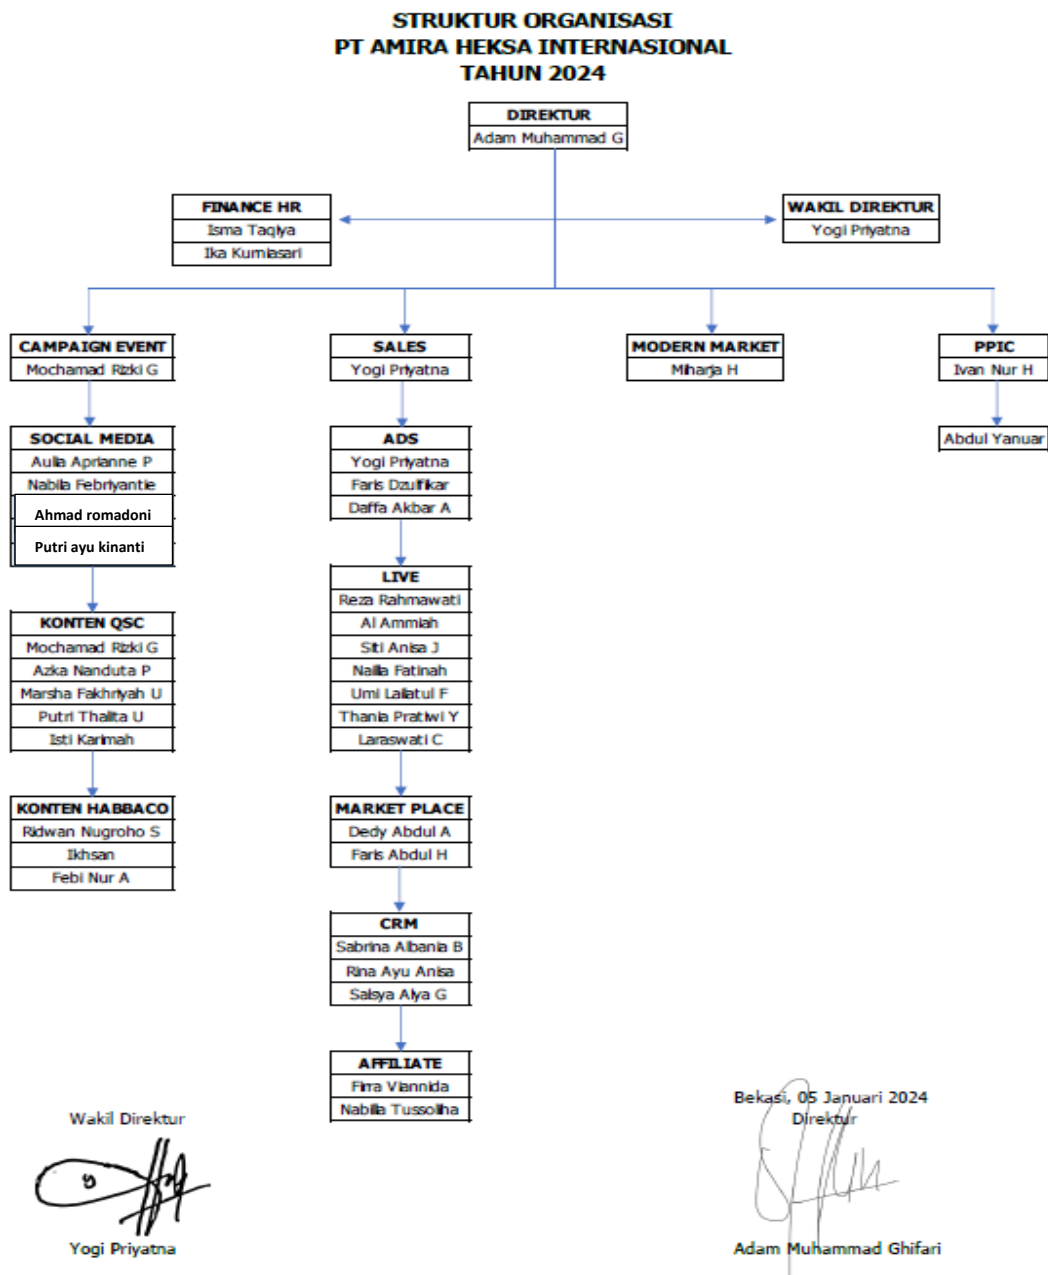 STRUKTUR ORGANISASI
PT AMIRA HEKSA INTERNASIONAL
TAHUN 2024
DIREKTUR
Adam Muhammad G
FINANCE HR
Isma Taqiya
Ika Kurniasari
WAKIL DIREKTUR
Yogi Priyatna
CAMPAIGN EVENT
Mochamad Rizki G
SOCIAL MEDIA
Aulia Aprianne P
Nabila Febriyantie
Ahmad romadoni
Putri ayu kinanti
KONTEN QSC
Mochamad Rizki G
Azka Nanduta P
Marsha Fakhriyah U
Putri Thalita U
Isti Karimah
KONTEN HABBACO
Ridwan Nugroho S
Ikhsan
Febi Nur A
SALES
Yogi Priyatna
ADS
Yogi Priyatna
Faris Dzulfikar
Daffa Akbar A
LIVE
Reza Rahmawati
Al Ammiah
Siti Anisa J
Nailla Fatinah
Umi Lailatul F
Thania Pratiwi Y
Laraswati C
MARKET PLACE
Dedy Abdul A
Faris Abdul H
CRM
Sabrina Albania B
Rina Ayu Anisa
Salsya Alya G
AFFILIATE
Firra Viannida
Nabilla Tussoliha
MODERN MARKET
Miharja H
PPIC
Ivan Nur H
Abdul Yanuar
Wakil Direktur
Yogi Priyatna
Bekasi, 05 Januari 2024
Direktur
Adam Muhammad Ghifari